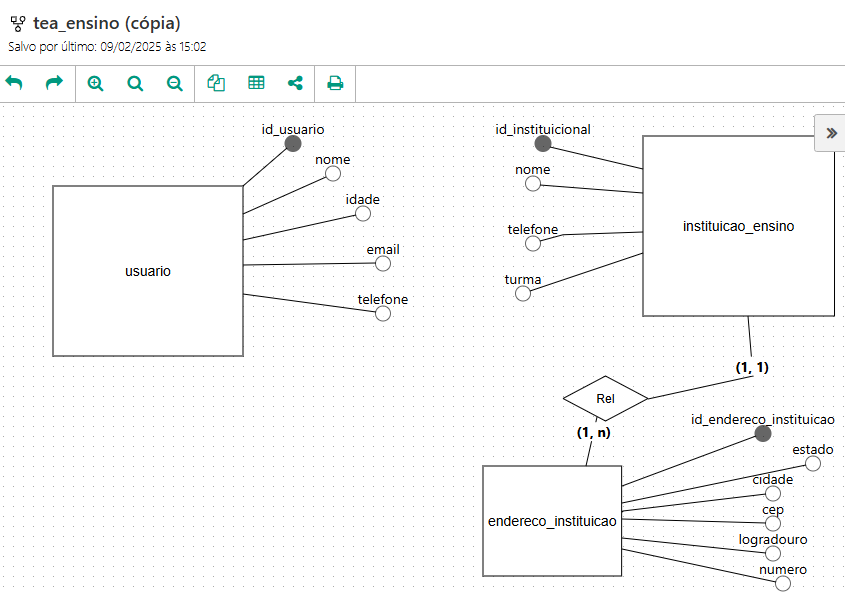 tea_ensino (cópia)
Salvo por último: 09/02/2025 às 15:02
id_usuario
nome
idade
email
telefone
usuario
id_instituicional
nome
telefone
turma
instituicao_ensino
(1, 1)
Rel
(1, n)
id_endereco_instituicao
estado
cidade
cep
logradouro
numero
endereco_instituicao